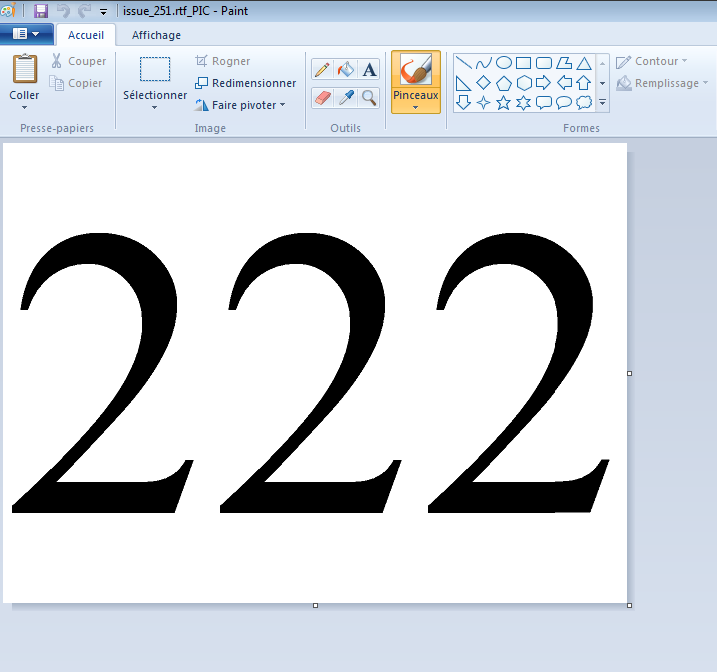 issue_251.rtf_PIC - Paint
Accueil Affichage
Coller
Couper
Copier
Presse-papiers
Sélectionner
Rogner
Redimensionner
Faire pivoter
Image
A
Outils
Pinceaux
Formes
Contour
Remplissage
222